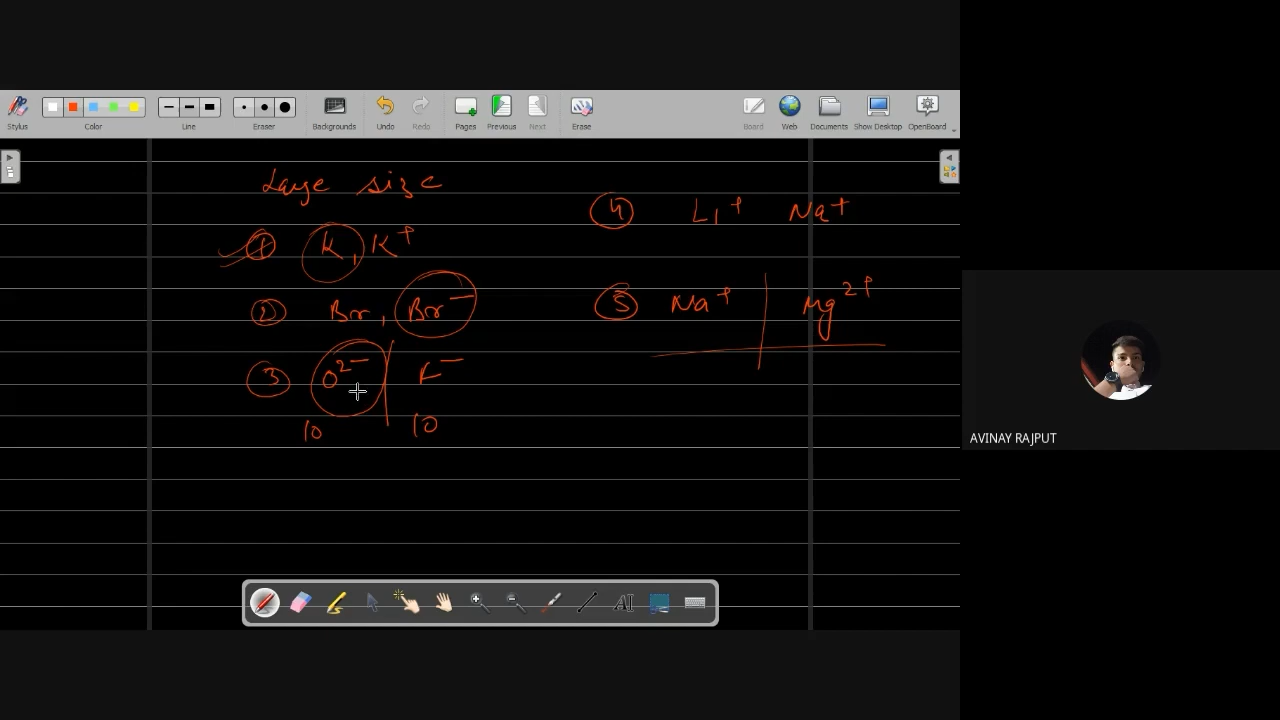 Stylus Color Line Eraser Backgrounds Undo Redo Pages Previous Next Erase Board Web Documents Show Desktop OpenBoard
Large size
① K, K⁺
② Br, Br⁻
③ O²⁻ F⁻
10 10
④ Li⁺ Na⁺
⑤ Na⁺ Mg²⁺
AI
AVINAY RAJPUT